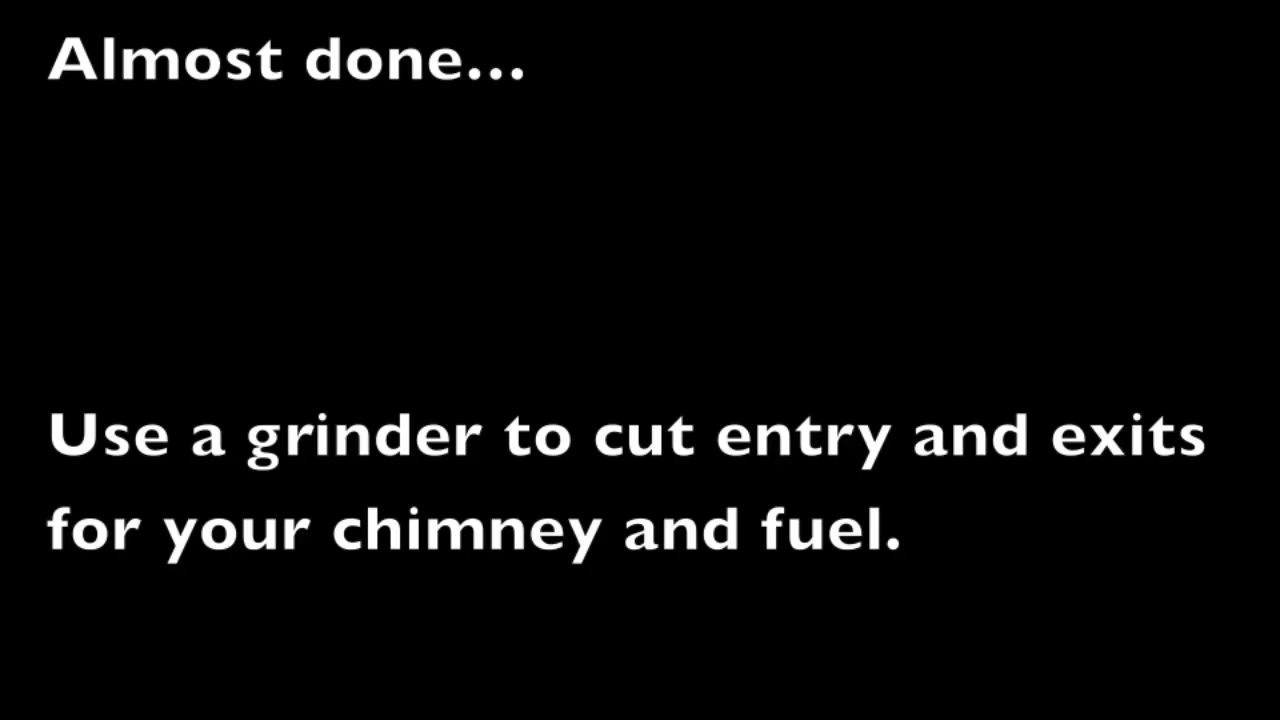 Almost done...
Use a grinder to cut entry and exits
for your chimney and fuel.